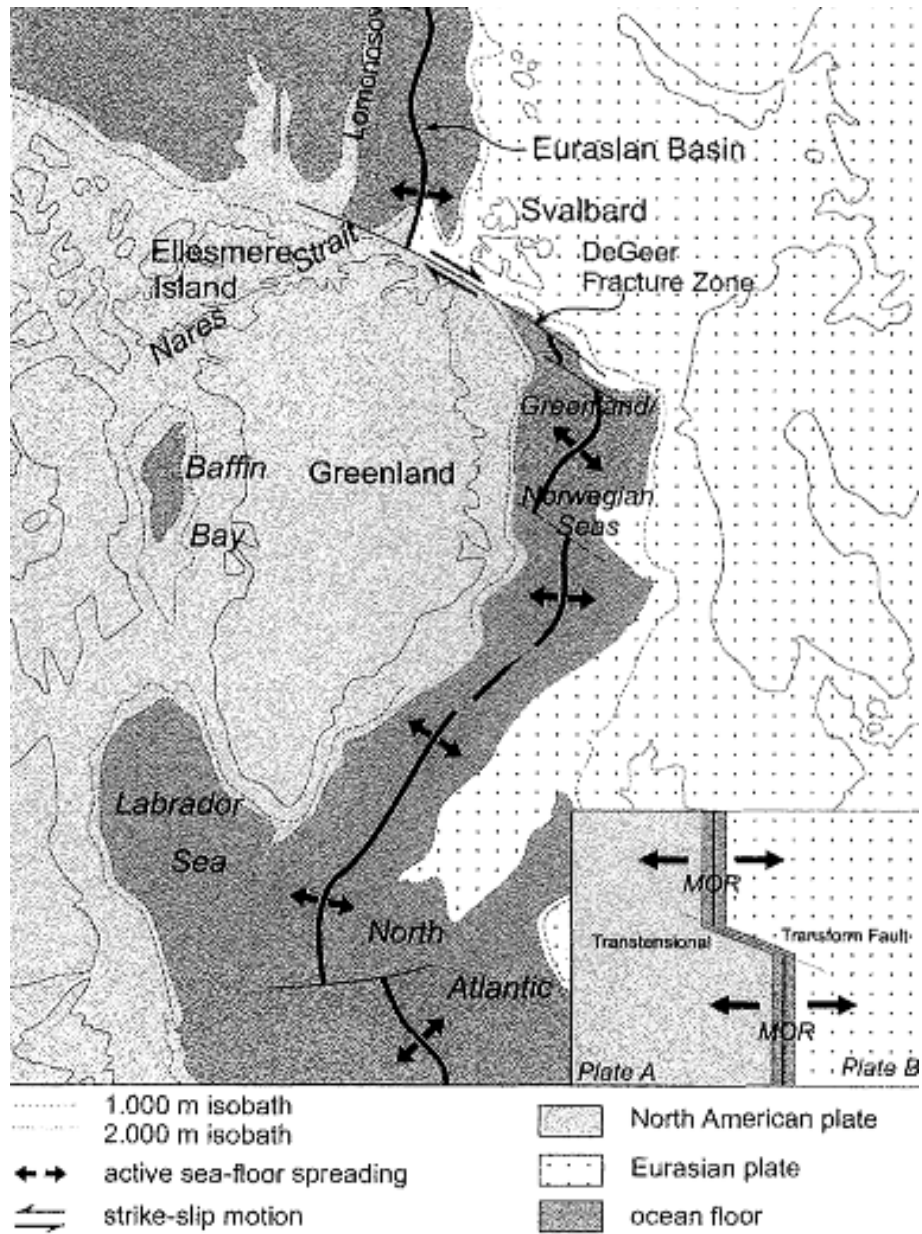 Lomonosov
Eurasian Basin
Svalbard
DeGeer
Fracture Zone
Ellesmere
Island
Nares
Strait
Greenland/
Norwegian
Seas
Baffin
Bay
Greenland
Labrador
Sea
North
Atlantic
MOR
Transtensional
Transform Fault
MOR
Plate A
Plate B
1.000 m isobath
2.000 m isobath
active sea-floor spreading
strike-slip motion
North American plate
Eurasian plate
ocean floor